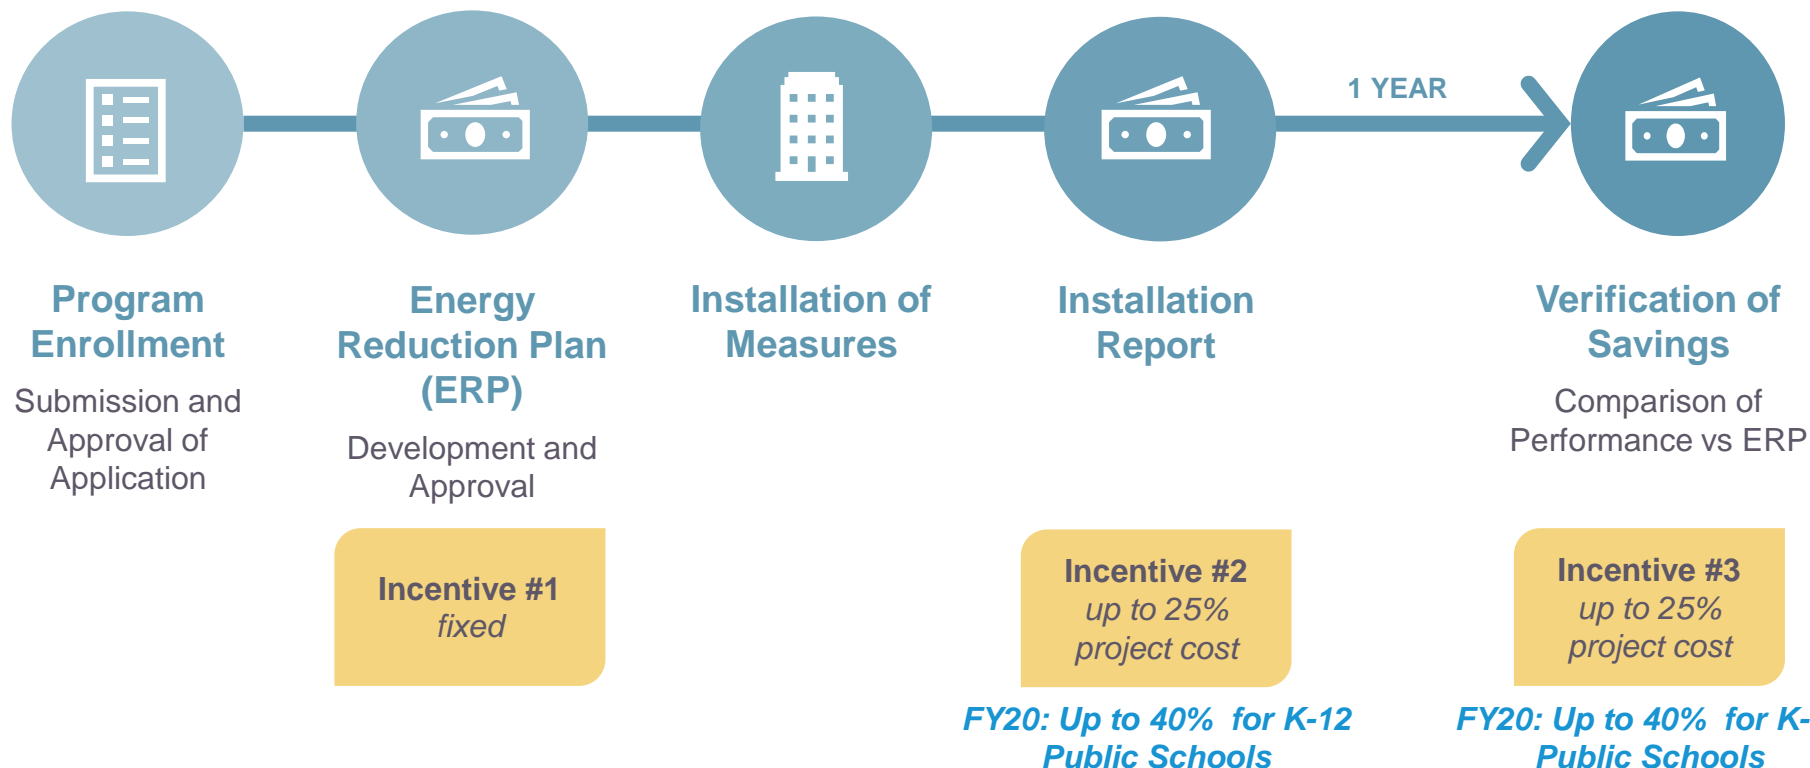 1 YEAR
Program
Enrollment
Submission and
Approval of
Application
Energy
Reduction Plan
(ERP)
Development and
Approval
Incentive #1
fixed
Installation of
Measures
Installation
Report
Incentive #2
up to 25%
project cost
FY20: Up to 40% for K-12
Public Schools
Verification of
Savings
Comparison of
Performance vs ERP
Incentive #3
up to 25%
project cost
FY20: Up to 40% for K-
Public Schools